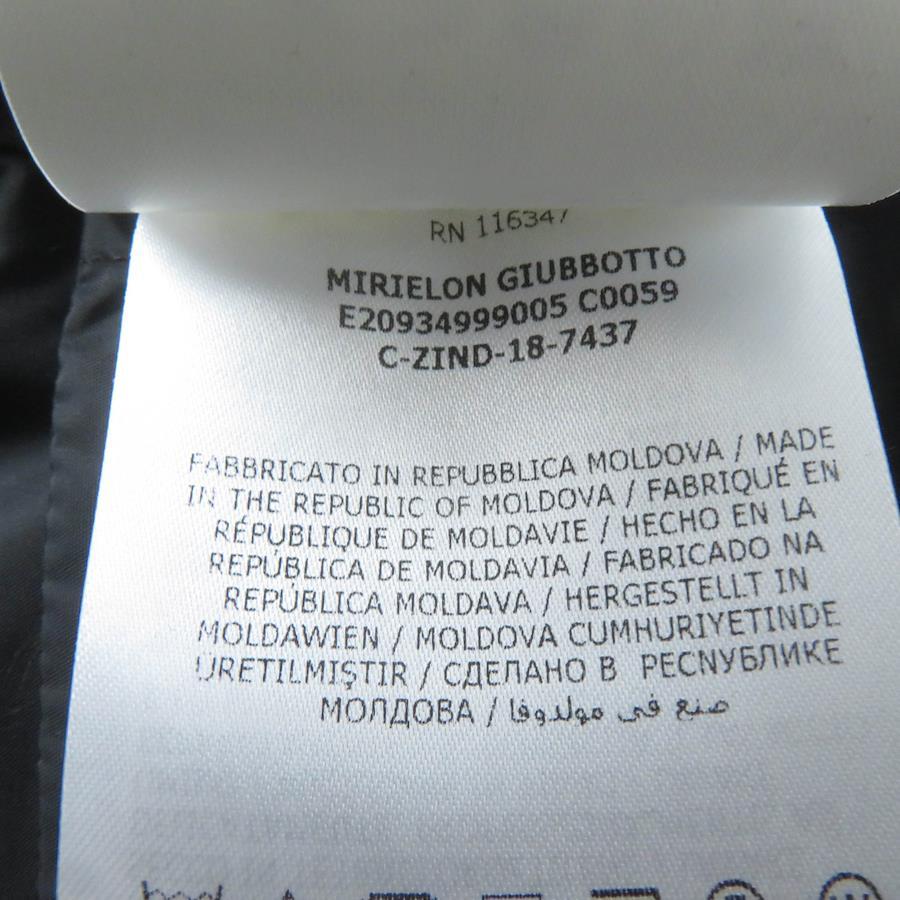 RN 116347
MIRIELON GIUBBOTTO
E20934999005 C0059
C-ZIND-18-7437
FABBRICATO IN REPUBBLICA MOLDOVA / MADE
IN THE REPUBLIC OF MOLDOVA / FABRIQUÉ EN
RÉPUBLIQUE DE MOLDAVIE / HECHO EN LA
REPÚBLICA DE MOLDAVIA / FABRICADO NA
REPÚBLICA MOLDAVA / HERGESTELLT IN
MOLDAWIEN / MOLDOVA CUMHURIYETINDE
URETILMIŞTIR / СДЕЛАНО В РЕСNУБЛИКЕ
МОЛДОВА / صنع في مولدوفا